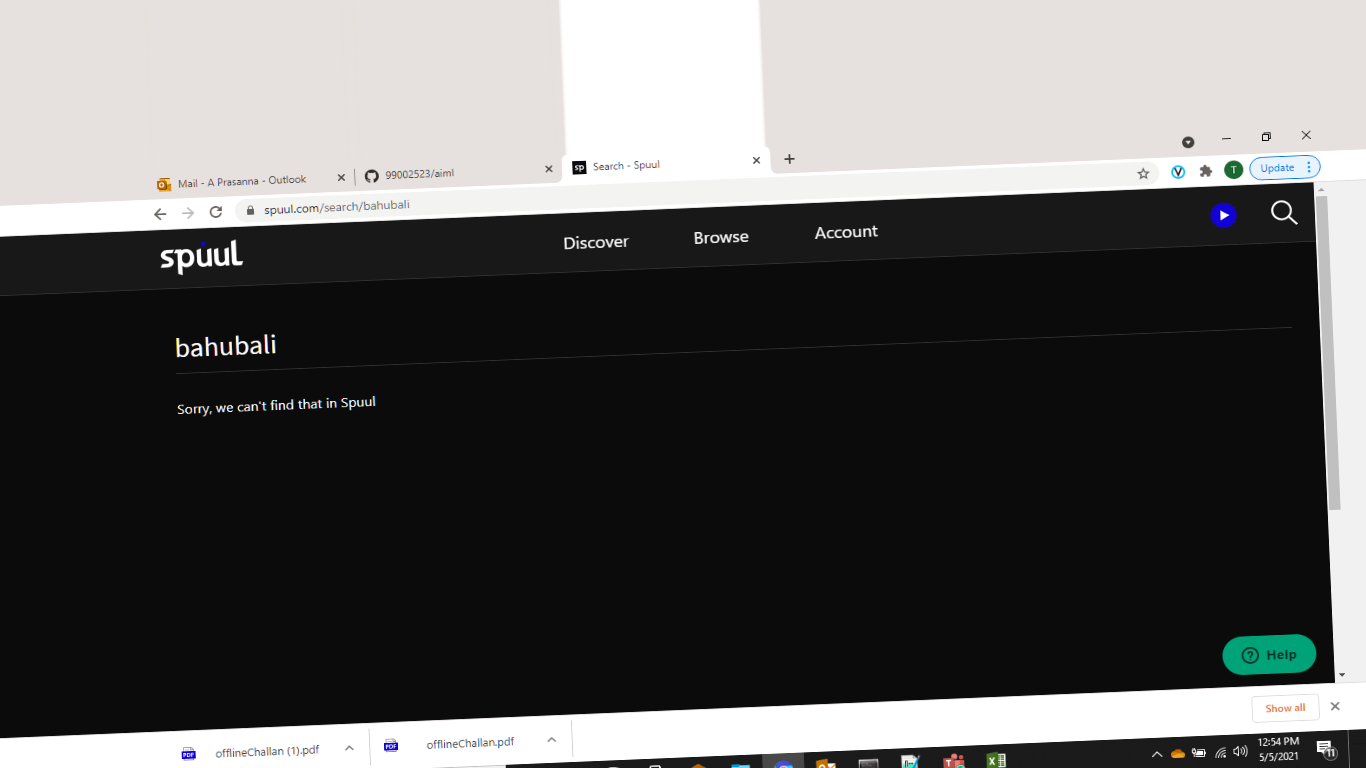 Mail - A Prasanna - Outlook
99002523/aiml
Search - Spuul
spuul.com/search/bahubali
T
Update
spuul
Discover
Browse
Account
bahubali
Sorry, we can't find that in Spuul
Help
offlineChallan (1).pdf
offlineChallan.pdf
Show all
12:54 PM
5/5/2021
11